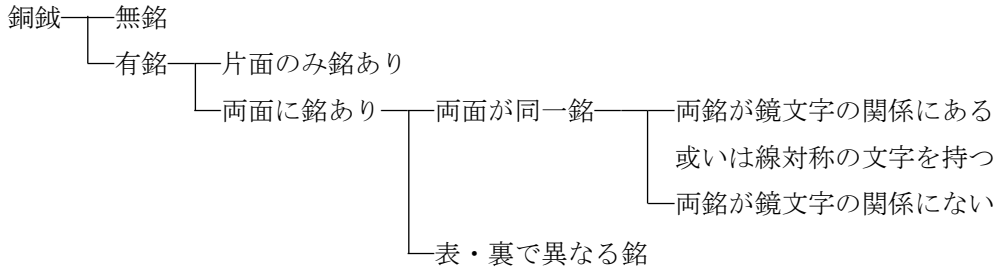 銅鉞 無銘
有銘 片面のみ銘あり
両面に銘あり 両面が同一銘 両銘が鏡文字の関係にある
或いは線対称の文字を持つ
両銘が鏡文字の関係にない
表・裏で異なる銘